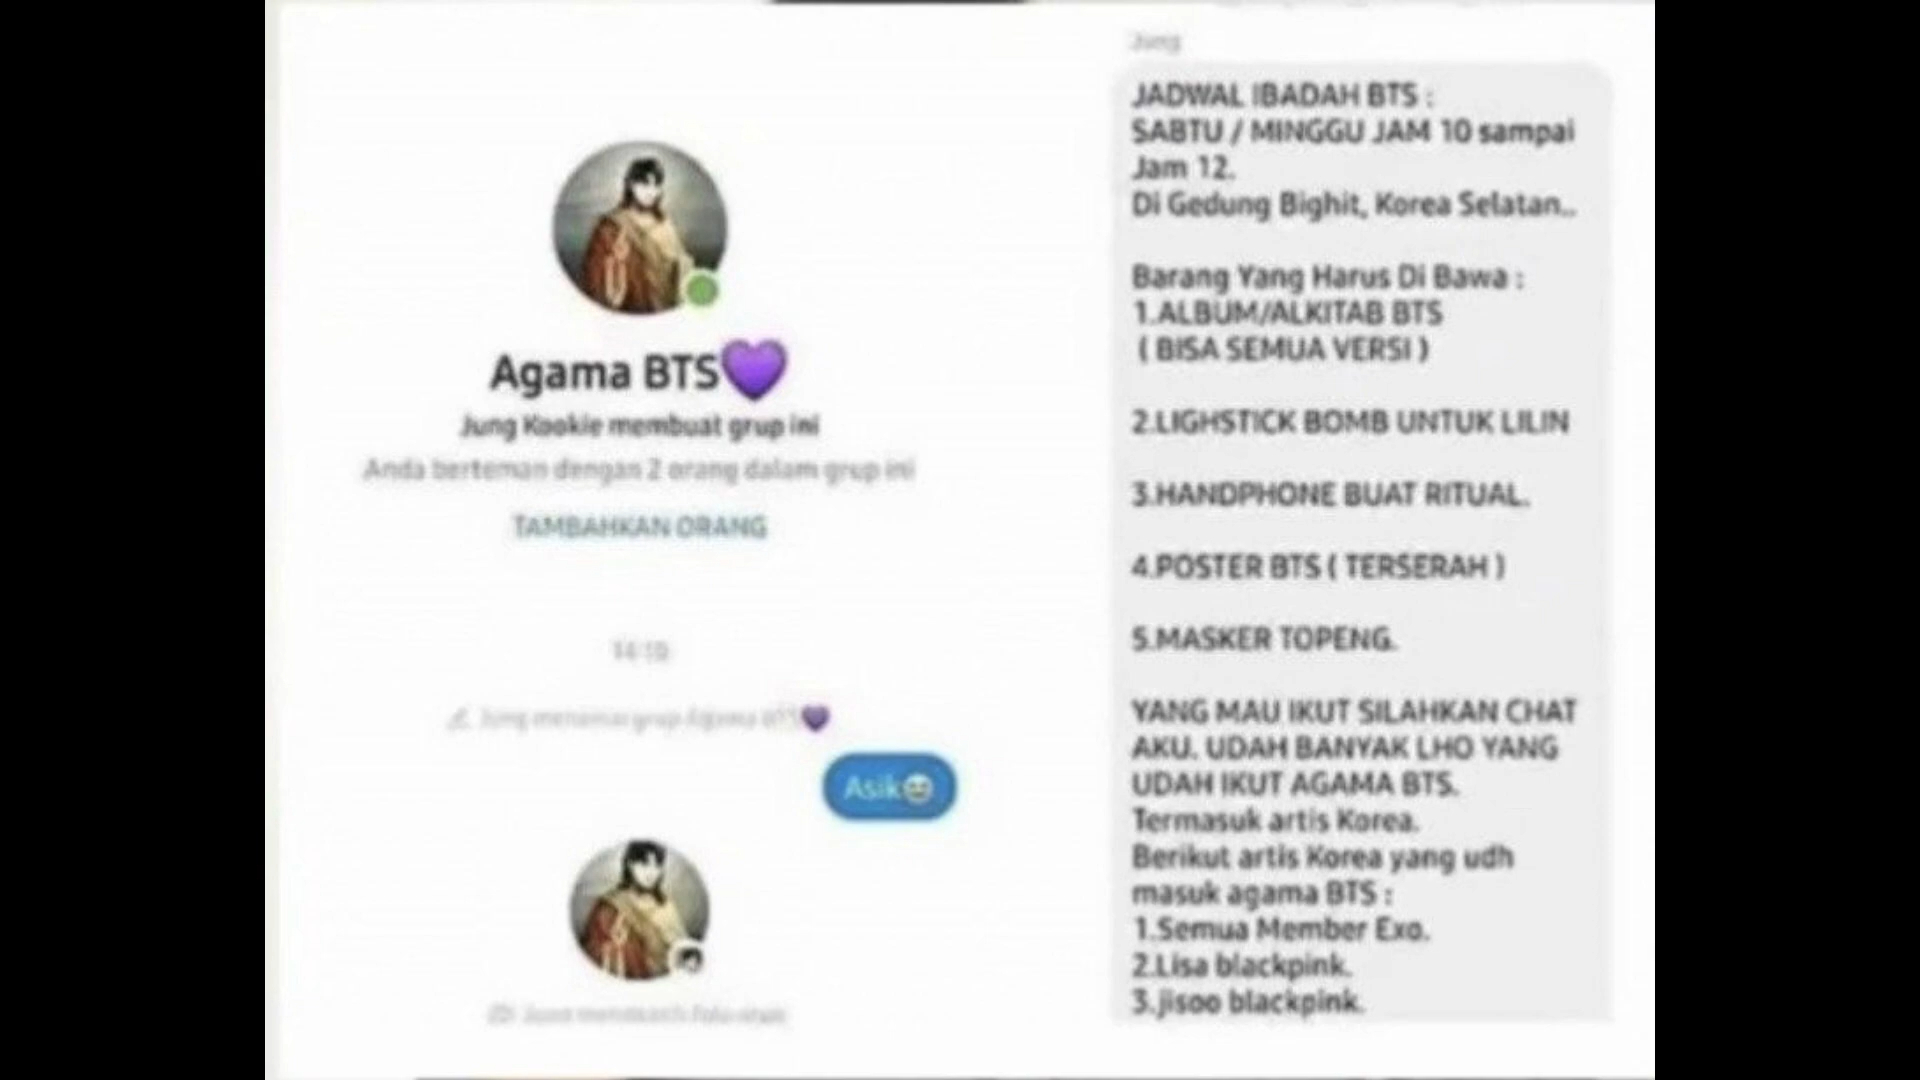 Agama BTS💜
Jung Kookie membuat grup ini
Anda berteman dengan 2 orang dalam grup ini
TAMBAHKAN ORANG
Jung menamai grup Agama BTS💜
Asik😅
Jung
JADWAL IBADAH BTS :
SABTU / MINGGU JAM 10 sampai
Jam 12.
Di Gedung Bighit, Korea Selatan..
Barang Yang Harus Di Bawa :
1.ALBUM/ALKITAB BTS
( BISA SEMUA VERSI )
2.LIGHSTICK BOMB UNTUK LILIN
3.HANDPHONE BUAT RITUAL.
4.POSTER BTS ( TERSERAH )
5.MASKER TOPENG.
YANG MAU IKUT SILAHKAN CHAT
AKU. UDAH BANYAK LHO YANG
UDAH IKUT AGAMA BTS.
Termasuk artis Korea.
Berikut artis Korea yang udh
masuk agama BTS :
1.Semua Member Exo.
2.Lisa blackpink.
3.jisoo blackpink.